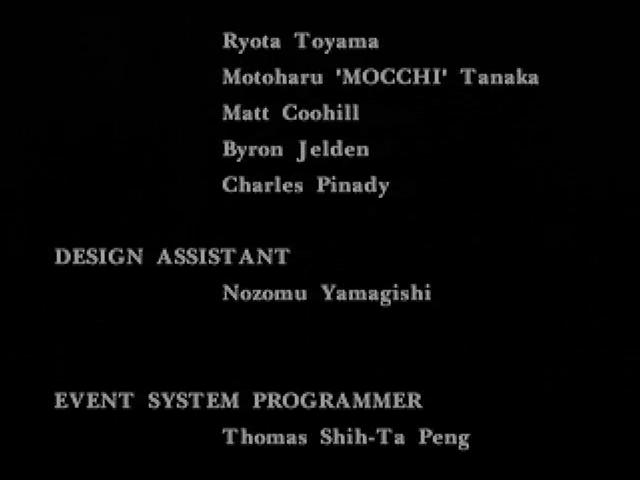 Ryota Toyama
Motoharu 'MOCCHI' Tanaka
Matt Coohill
Byron Jelden
Charles Pinady
DESIGN ASSISTANT
Nozomu Yamagishi
EVENT SYSTEM PROGRAMMER
Thomas Shih-Ta Peng